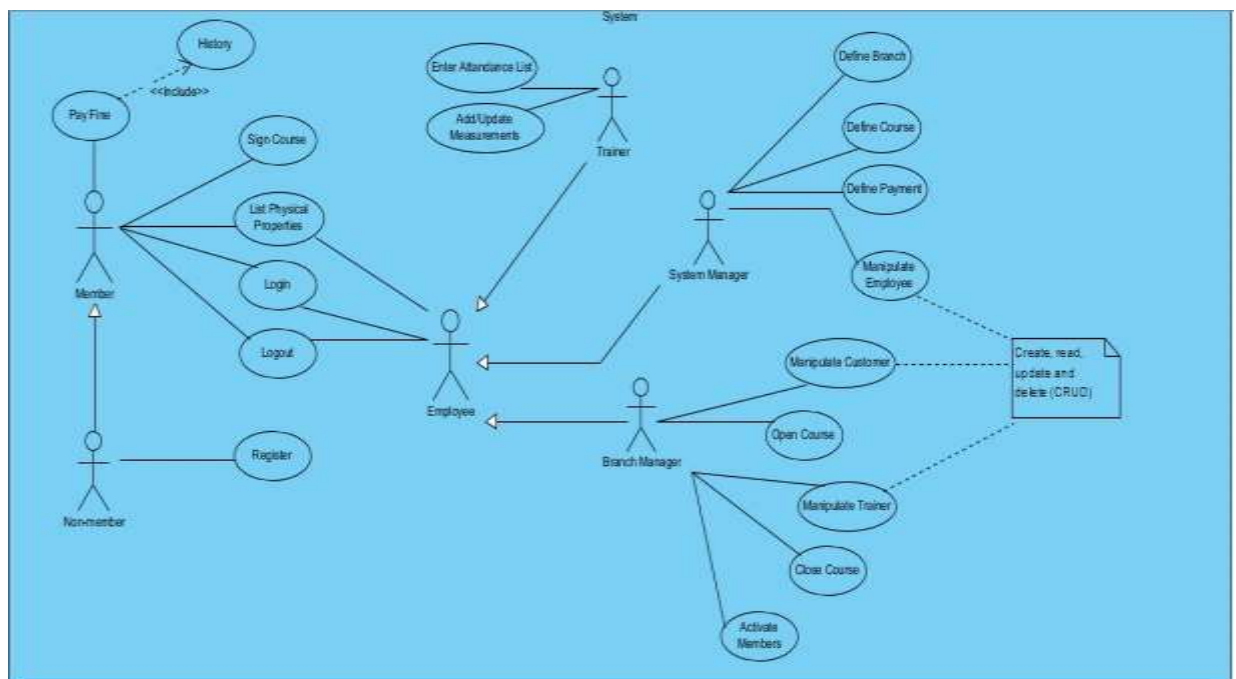 System
History
<<Include>>
Pay Fine
Sign Course
List Physical
Properties
Login
Logout
Member
Register
Non-member
Enter Attandance List
Add/Update
Measurements
Trainer
Employee
Define Branch
Define Course
Define Payment
Manipulate
Employee
System Manager
Manipulate Customer
Open Course
Branch Manager
Manipulate Trainer
Close Course
Activate
Members
Create, read,
update and
delete (CRUD)